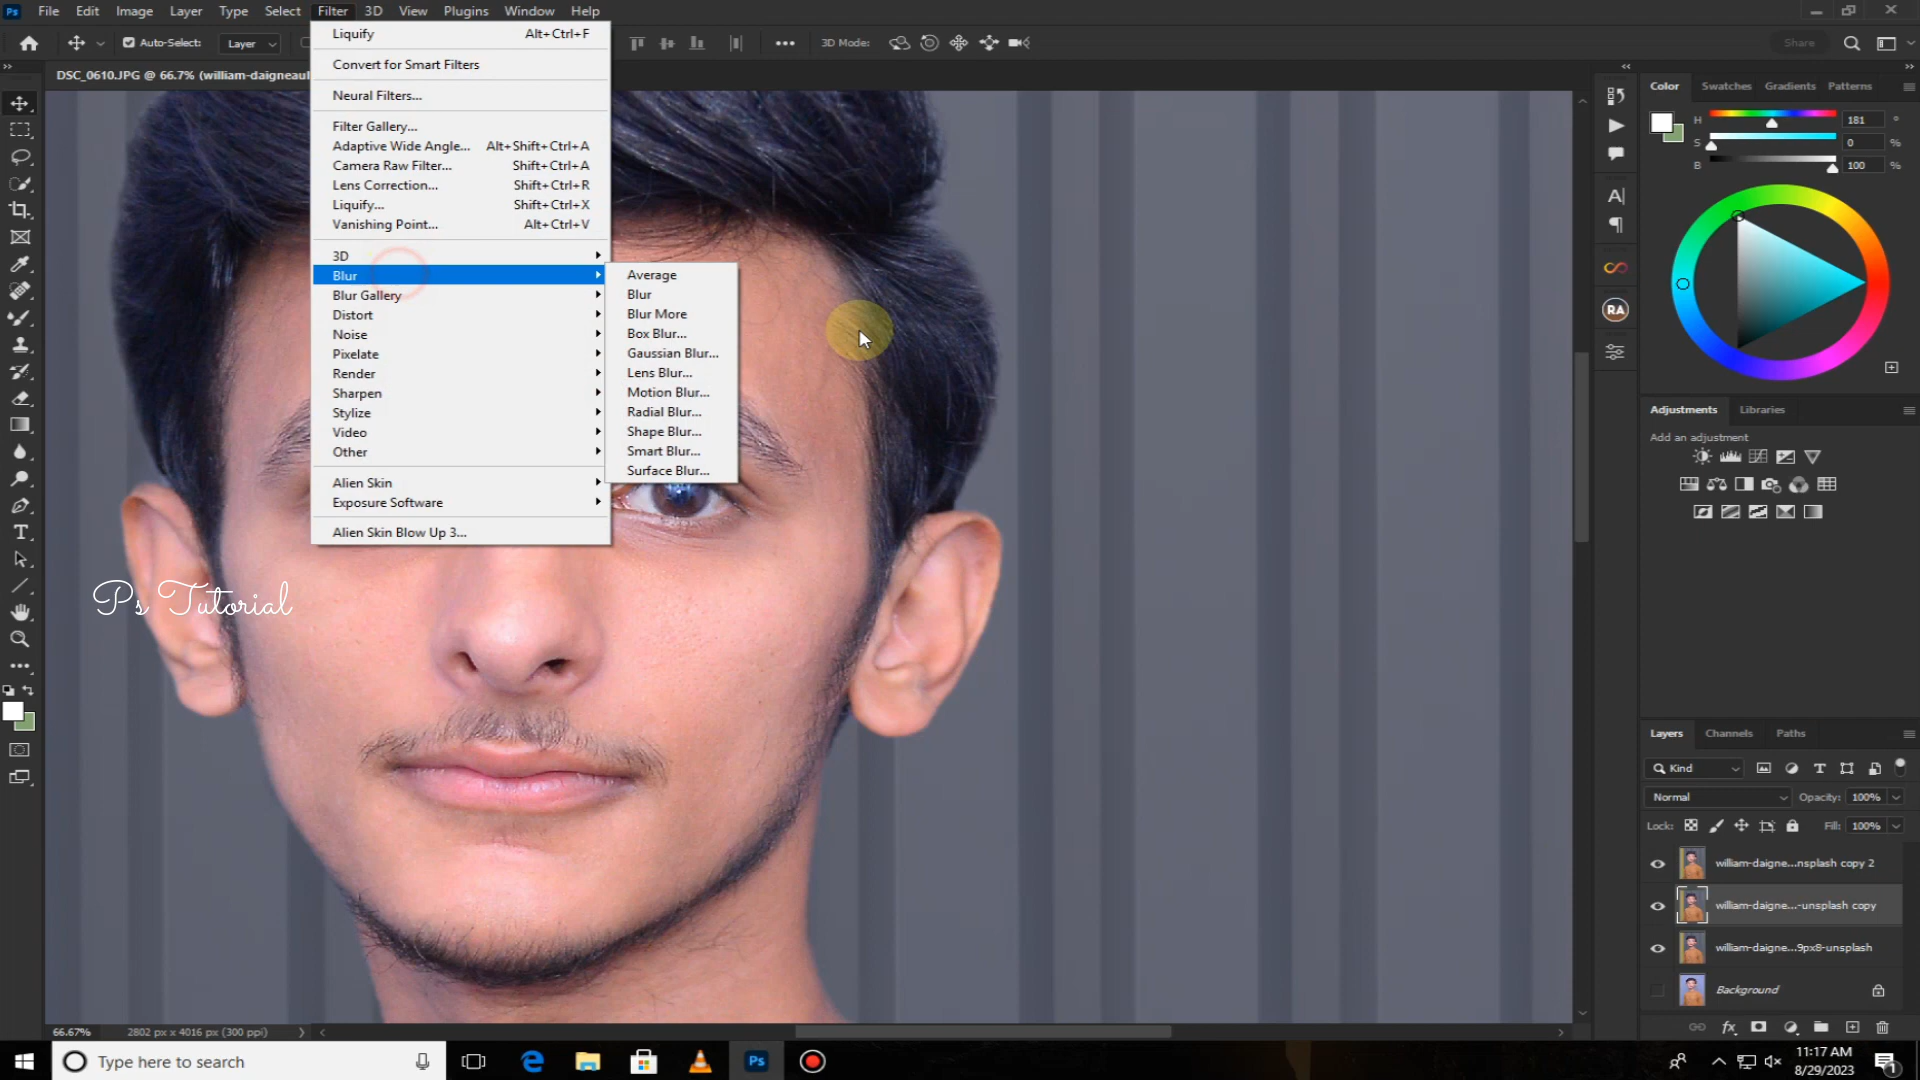 Ps File Edit Image Layer Type Select Filter 3D View Plugins Window Help
Auto-Select: Layer 3D Mode: Share
DSC_0610.JPG @ 66.7% (william-daigneaul
Liquify Alt+Ctrl+F
Convert for Smart Filters
Neural Filters...
Filter Gallery...
Adaptive Wide Angle... Alt+Shift+Ctrl+A
Camera Raw Filter... Shift+Ctrl+A
Lens Correction... Shift+Ctrl+R
Liquify... Shift+Ctrl+X
Vanishing Point... Alt+Ctrl+V
3D
Blur
Blur Gallery
Distort
Noise
Pixelate
Render
Sharpen
Stylize
Video
Other
Alien Skin
Exposure Software
Alien Skin Blow Up 3...
Average
Blur
Blur More
Box Blur...
Gaussian Blur...
Lens Blur...
Motion Blur...
Radial Blur...
Shape Blur...
Smart Blur...
Surface Blur...
Ps Tutorial
Color Swatches Gradients Patterns
H 181 °
S 0 %
B 100 %
RA
Adjustments Libraries
Add an adjustment
Layers Channels Paths
Kind
Normal Opacity: 100%
Lock: Fill: 100%
william-daigne...nsplash copy 2
william-daigne...-unsplash copy
william-daigne...9px8-unsplash
Background
fx
66.67% 2802 px x 4016 px (300 ppi)
Type here to search
Ps
11:17 AM
8/29/2023
1